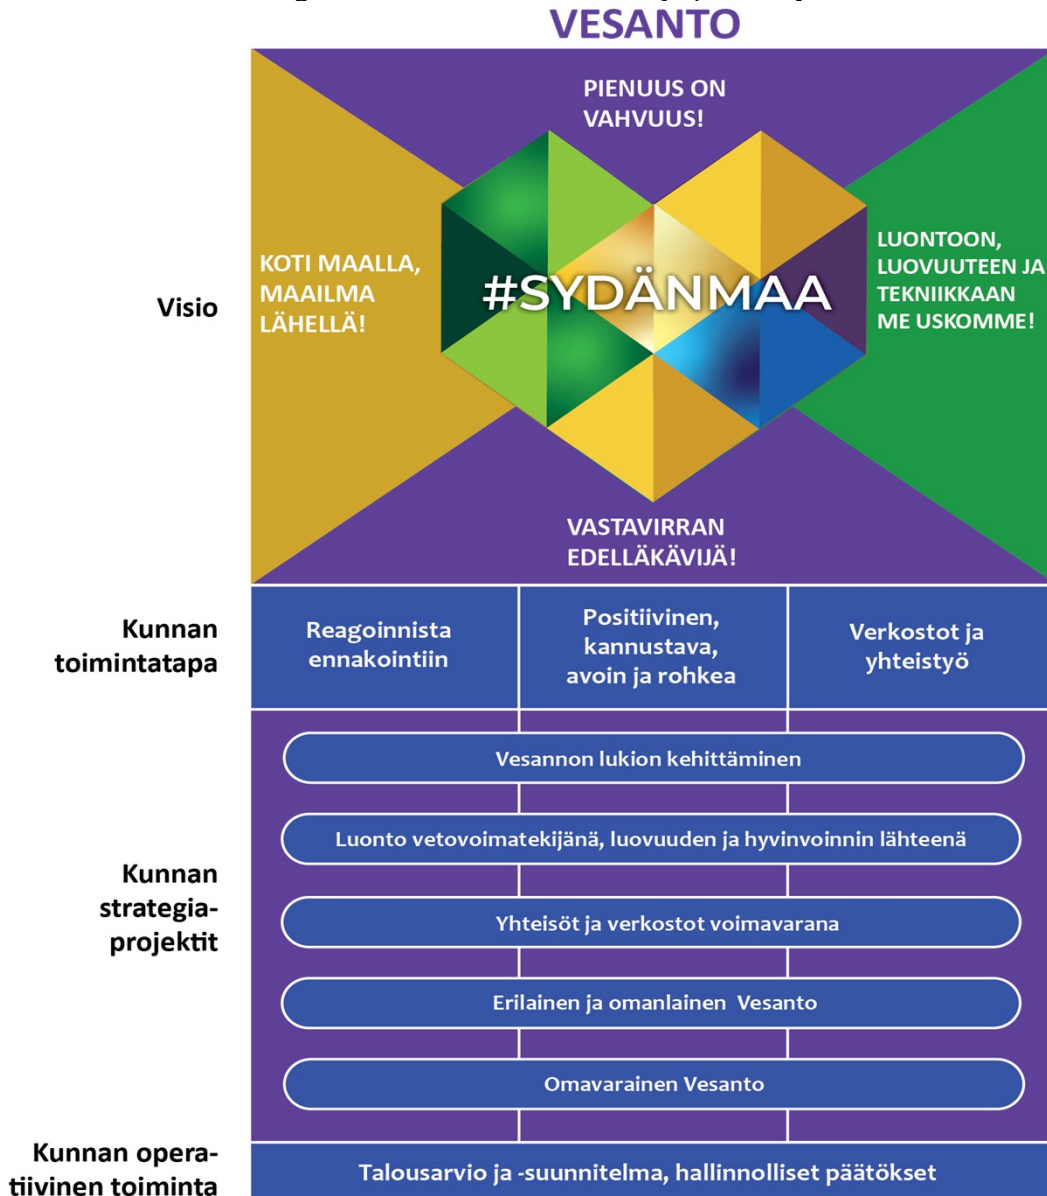 VESANTO
PIENUUS ON
VAHVUUS!
Visio
KOTI MAALLA,
MAAILMA
LÄHELLÄ!
#SYDÄNMAA
LUONTOON,
LUOVUUTEEN JA
TEKNIIKKAAN
ME USKOMME!
VASTAVIRRAN
EDELLÄKÄVIJÄ!
Kunnan
toimintatapa
Reagoinnista
ennakointiin
Positiivinen,
kannustava,
avoin ja rohkea
Verkostot ja
yhteistyö
Kunnan
strategia-
projektit
Vesannon lukion kehittäminen
Luonto vetovoimatekijänä, luovuuden ja hyvinvoinnin lähteenä
Yhteisöt ja verkostot voimavarana
Erilainen ja omanlainen Vesanto
Omavarainen Vesanto
Kunnan opera-
tiivinen toiminta
Talousarvio ja -suunnitelma, hallinnolliset päätökset